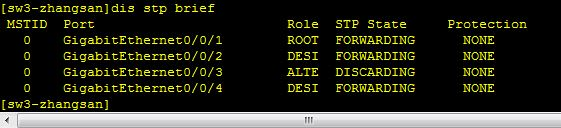 [sw3-zhangsan]dis stp brief
MSTID Port Role STP State Protection
0 GigabitEthernet0/0/1 ROOT FORWARDING NONE
0 GigabitEthernet0/0/2 DESI FORWARDING NONE
0 GigabitEthernet0/0/3 ALTE DISCARDING NONE
0 GigabitEthernet0/0/4 DESI FORWARDING NONE
[sw3-zhangsan]